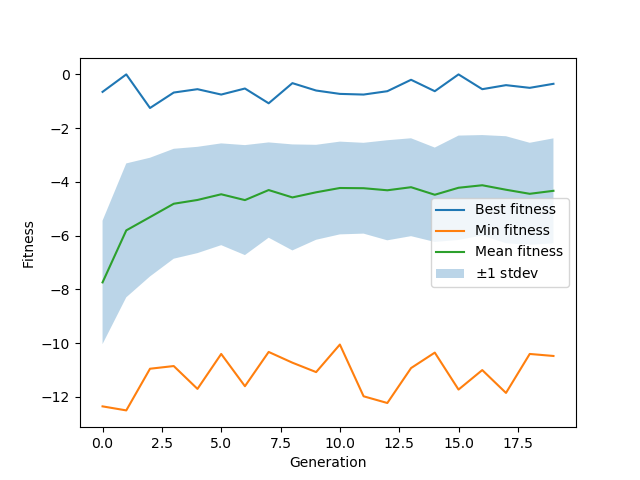 0
−2
−4
−6
−8
−10
−12
Fitness
Best fitness
Min fitness
Mean fitness
±1 stdev
0.0 2.5 5.0 7.5 10.0 12.5 15.0 17.5
Generation